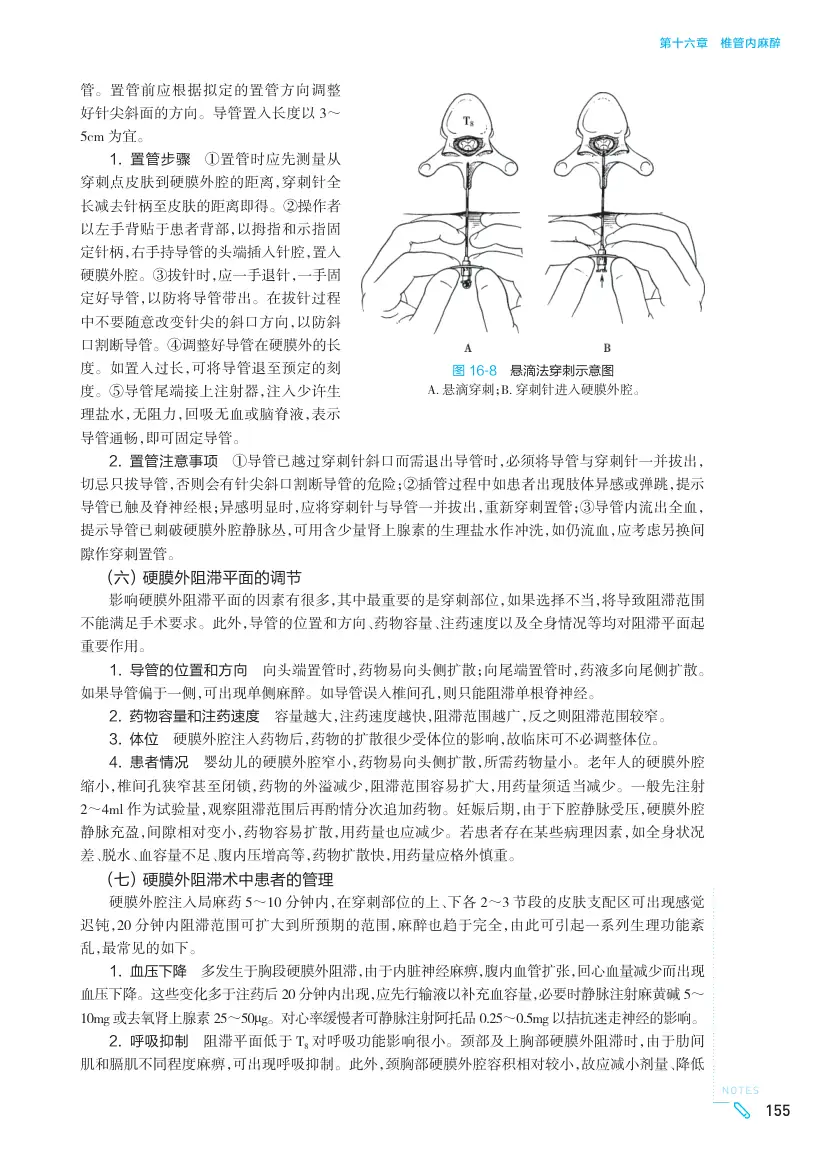 第十六章 椎管内麻醉
管。置管前应根据拟定的置管方向调整
好针尖斜面的方向。导管置入长度以 3～
5cm 为宜。
1. 置管步骤 ①置管时应先测量从
穿刺点皮肤到硬膜外腔的距离,穿刺针全
长减去针柄至皮肤的距离即得。②操作者
以左手背贴于患者背部,以拇指和示指固
定针柄,右手持导管的头端插入针腔,置入
硬膜外腔。③拔针时,应一手退针,一手固
定好导管,以防将导管带出。在拔针过程
中不要随意改变针尖的斜口方向,以防斜
口割断导管。④调整好导管在硬膜外的长
度。如置入过长,可将导管退至预定的刻
度。⑤导管尾端接上注射器,注入少许生
理盐水,无阻力,回吸无血或脑脊液,表示
导管通畅,即可固定导管。
T₈
A B
图 16-8 悬滴法穿刺示意图
A. 悬滴穿刺;B. 穿刺针进入硬膜外腔。
2. 置管注意事项 ①导管已越过穿刺针斜口而需退出导管时,必须将导管与穿刺针一并拔出,
切忌只拔导管,否则会有针尖斜口割断导管的危险;②插管过程中如患者出现肢体异感或弹跳,提示
导管已触及脊神经根;异感明显时,应将穿刺针与导管一并拔出,重新穿刺置管;③导管内流出全血,
提示导管已刺破硬膜外腔静脉丛,可用含少量肾上腺素的生理盐水作冲洗,如仍流血,应考虑另换间
隙作穿刺置管。
(六) 硬膜外阻滞平面的调节
影响硬膜外阻滞平面的因素有很多,其中最重要的是穿刺部位,如果选择不当,将导致阻滞范围
不能满足手术要求。此外,导管的位置和方向、药物容量、注药速度以及全身情况等均对阻滞平面起
重要作用。
1. 导管的位置和方向 向头端置管时,药物易向头侧扩散;向尾端置管时,药液多向尾侧扩散。
如果导管偏于一侧,可出现单侧麻醉。如导管误入椎间孔,则只能阻滞单根脊神经。
2. 药物容量和注药速度 容量越大,注药速度越快,阻滞范围越广,反之则阻滞范围较窄。
3. 体位 硬膜外腔注入药物后,药物的扩散很少受体位的影响,故临床可不必调整体位。
4. 患者情况 婴幼儿的硬膜外腔窄小,药物易向头侧扩散,所需药物量小。老年人的硬膜外腔
缩小,椎间孔狭窄甚至闭锁,药物的外溢减少,阻滞范围容易扩大,用药量须适当减少。一般先注射
2～4ml 作为试验量,观察阻滞范围后再酌情分次追加药物。妊娠后期,由于下腔静脉受压,硬膜外腔
静脉充盈,间隙相对变小,药物容易扩散,用药量也应减少。若患者存在某些病理因素,如全身状况
差、脱水、血容量不足、腹内压增高等,药物扩散快,用药量应格外慎重。
(七) 硬膜外阻滞术中患者的管理
硬膜外腔注入局麻药 5～10 分钟内,在穿刺部位的上、下各 2～3 节段的皮肤支配区可出现感觉
迟钝,20 分钟内阻滞范围可扩大到所预期的范围,麻醉也趋于完全,由此可引起一系列生理功能紊
乱,最常见的如下。
1. 血压下降 多发生于胸段硬膜外阻滞,由于内脏神经麻痹,腹内血管扩张,回心血量减少而出现
血压下降。这些变化多于注药后 20 分钟内出现,应先行输液以补充血容量,必要时静脉注射麻黄碱 5～
10mg 或去氧肾上腺素 25～50μg。对心率缓慢者可静脉注射阿托品 0.25～0.5mg 以拮抗迷走神经的影响。
2. 呼吸抑制 阻滞平面低于 T₈ 对呼吸功能影响很小。颈部及上胸部硬膜外阻滞时,由于肋间
肌和膈肌不同程度麻痹,可出现呼吸抑制。此外,颈胸部硬膜外腔容积相对较小,故应减小剂量、降低
NOTES
155